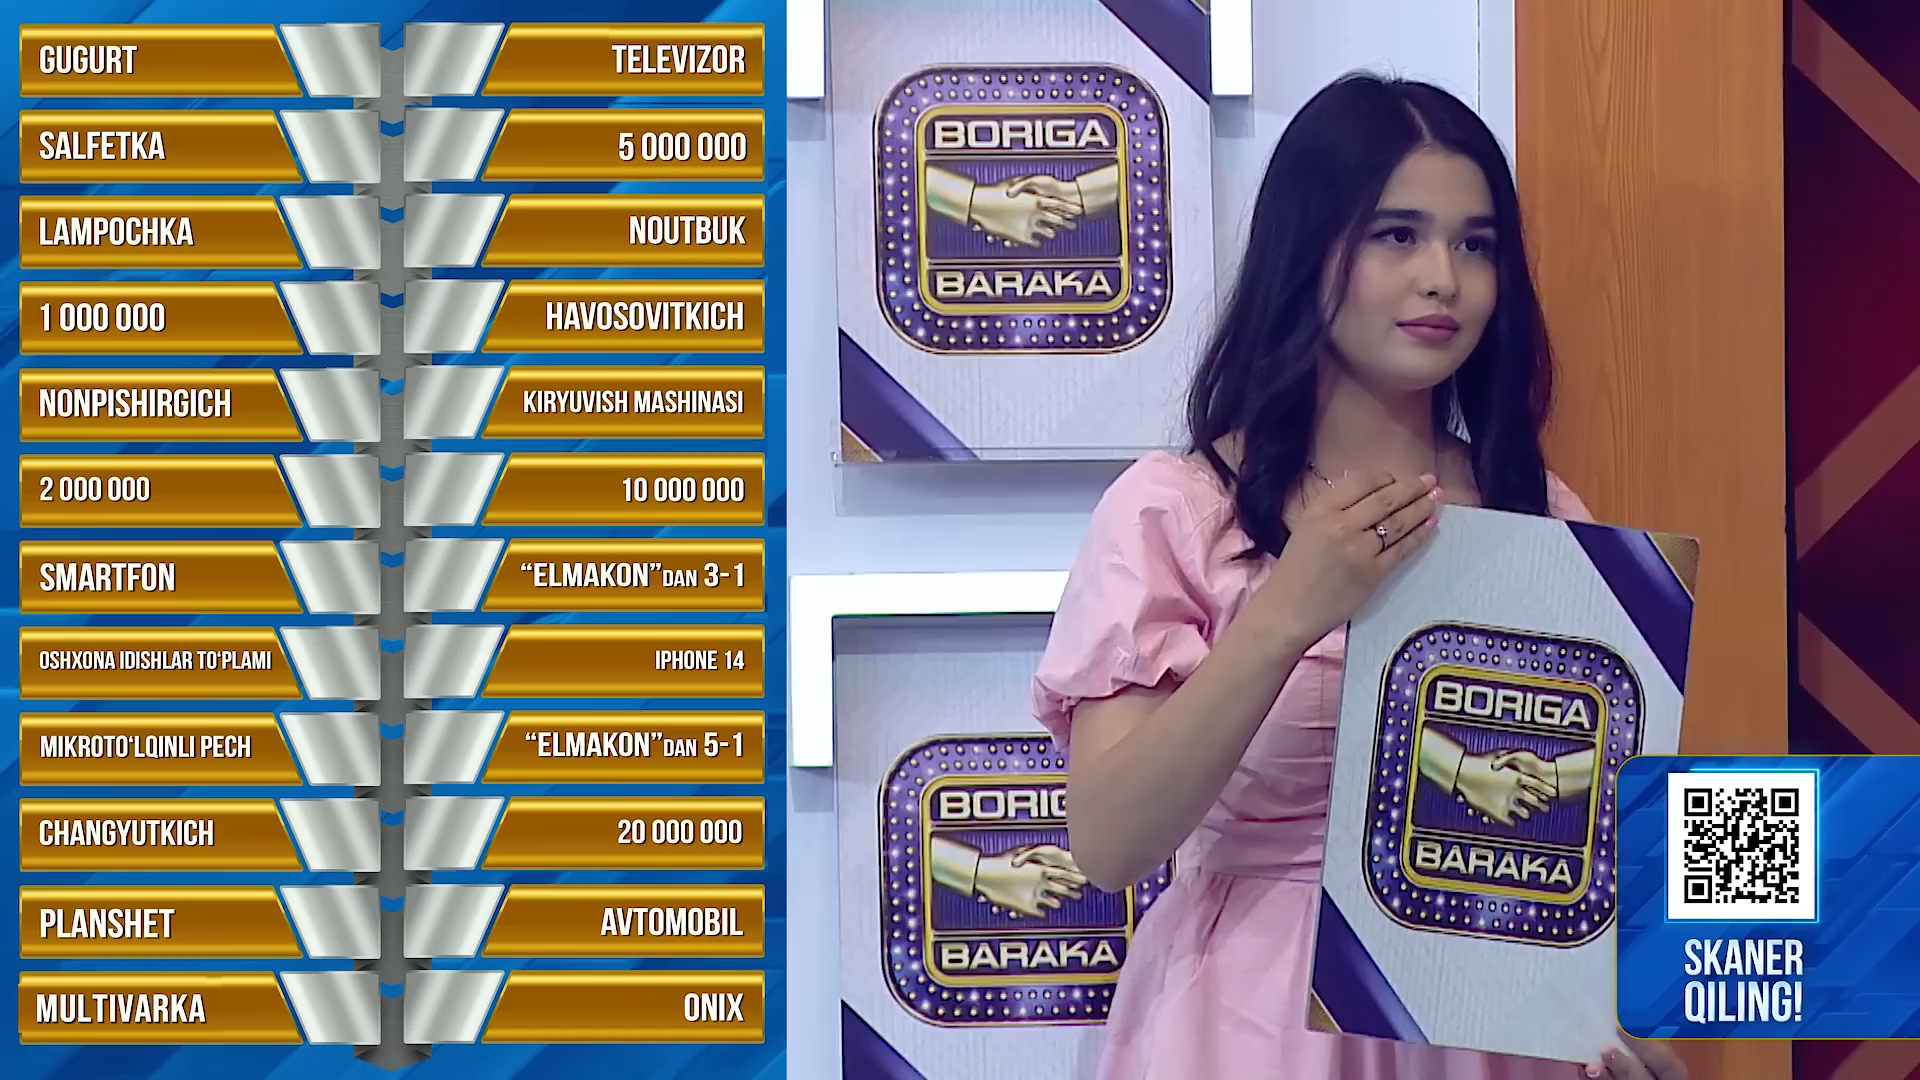 GUGURT
SALFETKA
LAMPOCHKA
1 000 000
NONPISHIRGICH
2 000 000
SMARTFON
OSHXONA IDISHLAR TO‘PLAMI
MIKROTO‘LQINLI PECH
CHANGYUTKICH
PLANSHET
MULTIVARKA
TELEVIZOR
5 000 000
NOUTBUK
HAVOSOVITKICH
KIRYUVISH MASHINASI
10 000 000
“ELMAKON”DAN 3-1
IPHONE 14
“ELMAKON”DAN 5-1
20 000 000
AVTOMOBIL
ONIX
BORIGA
BARAKA
BORIG
BARAKA
BORIGA
BARAKA
SKANER
QILING!